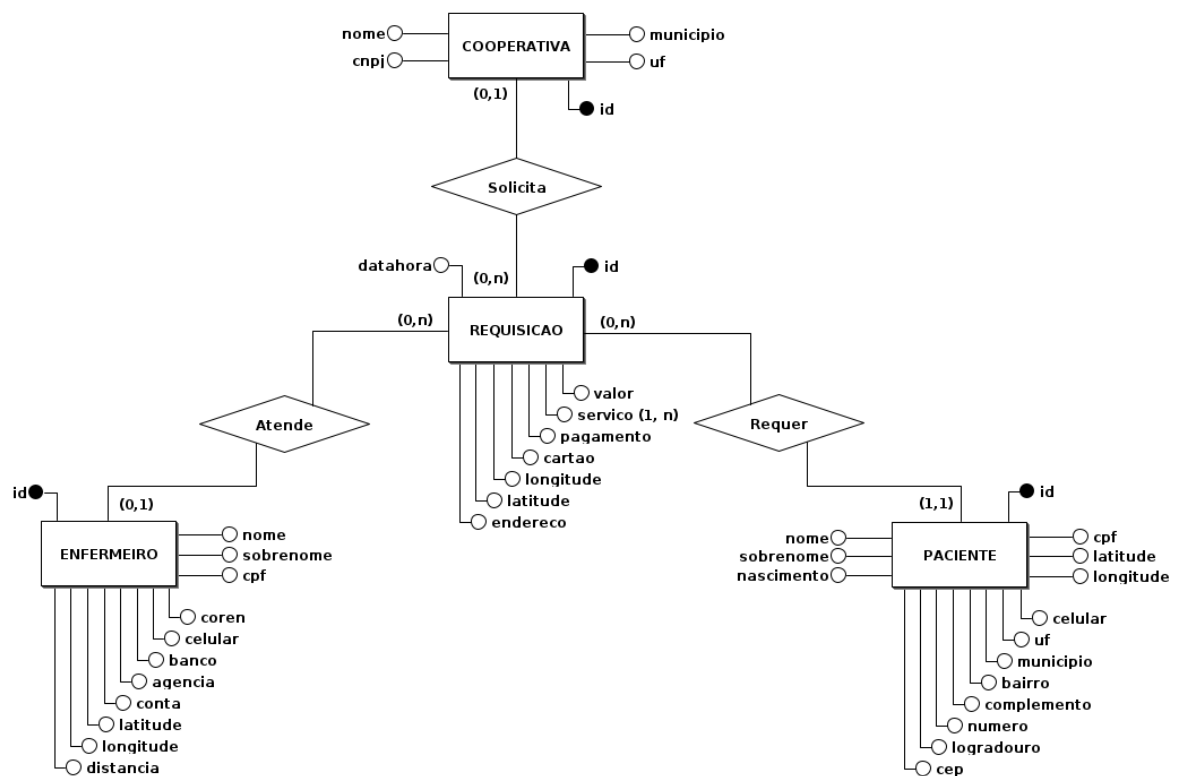 nome
municipio
COOPERATIVA
cnpj
uf
(0,1)
id
Solicita
datahora
(0,n)
id
(0,n)
REQUISICAO
(0,n)
valor
servico (1, n)
pagamento
cartao
longitude
latitude
endereco
Atende
Requer
id
(0,1)
ENFERMEIRO
nome
sobrenome
cpf
coren
celular
banco
agencia
conta
latitude
longitude
distancia
(1,1)
id
nome
sobrenome
nascimento
PACIENTE
cpf
latitude
longitude
celular
uf
municipio
bairro
complemento
numero
logradouro
cep